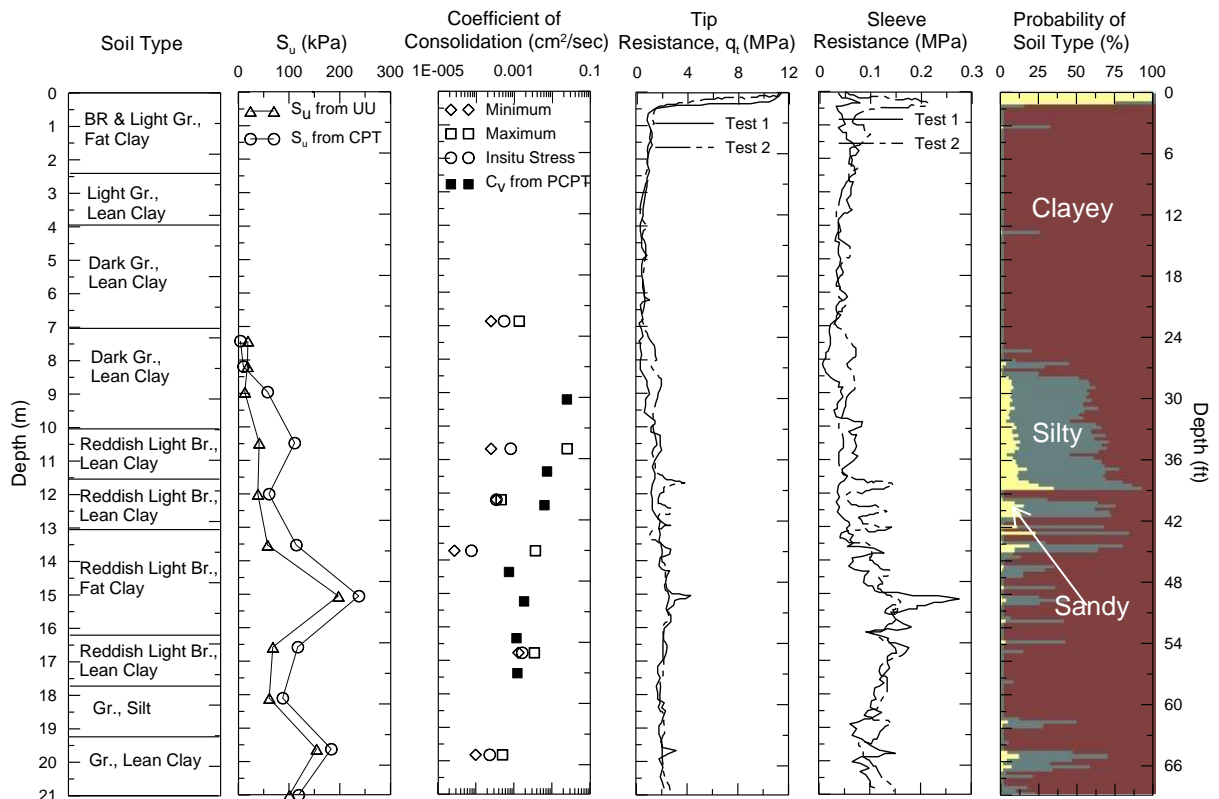 Soil Type
S_u (kPa)
Coefficient of
Consolidation (cm²/sec)
Tip
Resistance, q_t (MPa)
Sleeve
Resistance (MPa)
Probability of
Soil Type (%)
0 100 200 300
1E-005 0.001 0.1
0 4 8 12
0 0.1 0.2 0.3
0 25 50 75 100
Depth (m)
0
1
2
3
4
5
6
7
8
9
10
11
12
13
14
15
16
17
18
19
20
21
BR & Light Gr.,
Fat Clay
Light Gr.,
Lean Clay
Dark Gr.,
Lean Clay
Dark Gr.,
Lean Clay
Reddish Light Br.,
Lean Clay
Reddish Light Br.,
Lean Clay
Reddish Light Br.,
Fat Clay
Reddish Light Br.,
Lean Clay
Gr., Silt
Gr., Lean Clay
S_u from UU
S_u from CPT
Minimum
Maximum
Insitu Stress
C_v from PCPT
Test 1
Test 2
Test 1
Test 2
Clayey
Silty
Sandy
0
6
12
18
24
30
36
42
48
54
60
66
Depth (ft)